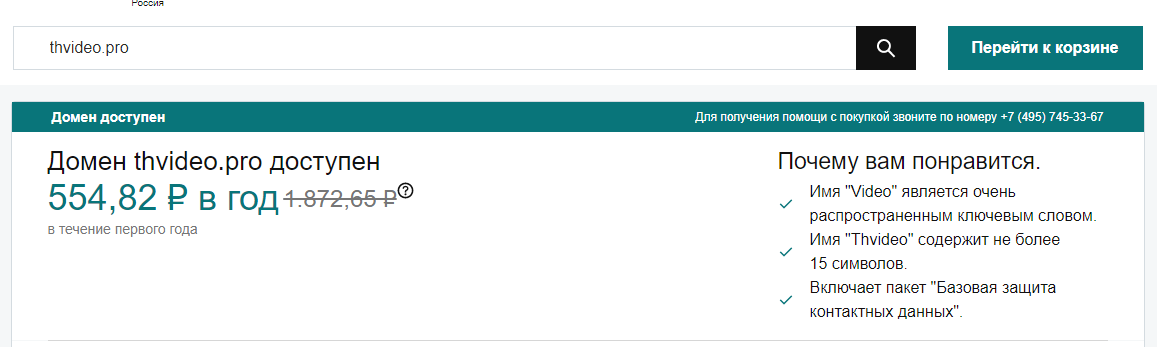 Россия
thvideo.pro
Перейти к корзине
Домен доступен
Для получения помощи с покупкой звоните по номеру +7 (495) 745-33-67
Домен thvideo.pro доступен
554,82 ₽ в год 1.872,65 ₽ ?
в течение первого года
Почему вам понравится.
Имя "Video" является очень
распространенным ключевым словом.
Имя "Thvideo" содержит не более
15 символов.
Включает пакет "Базовая защита
контактных данных".